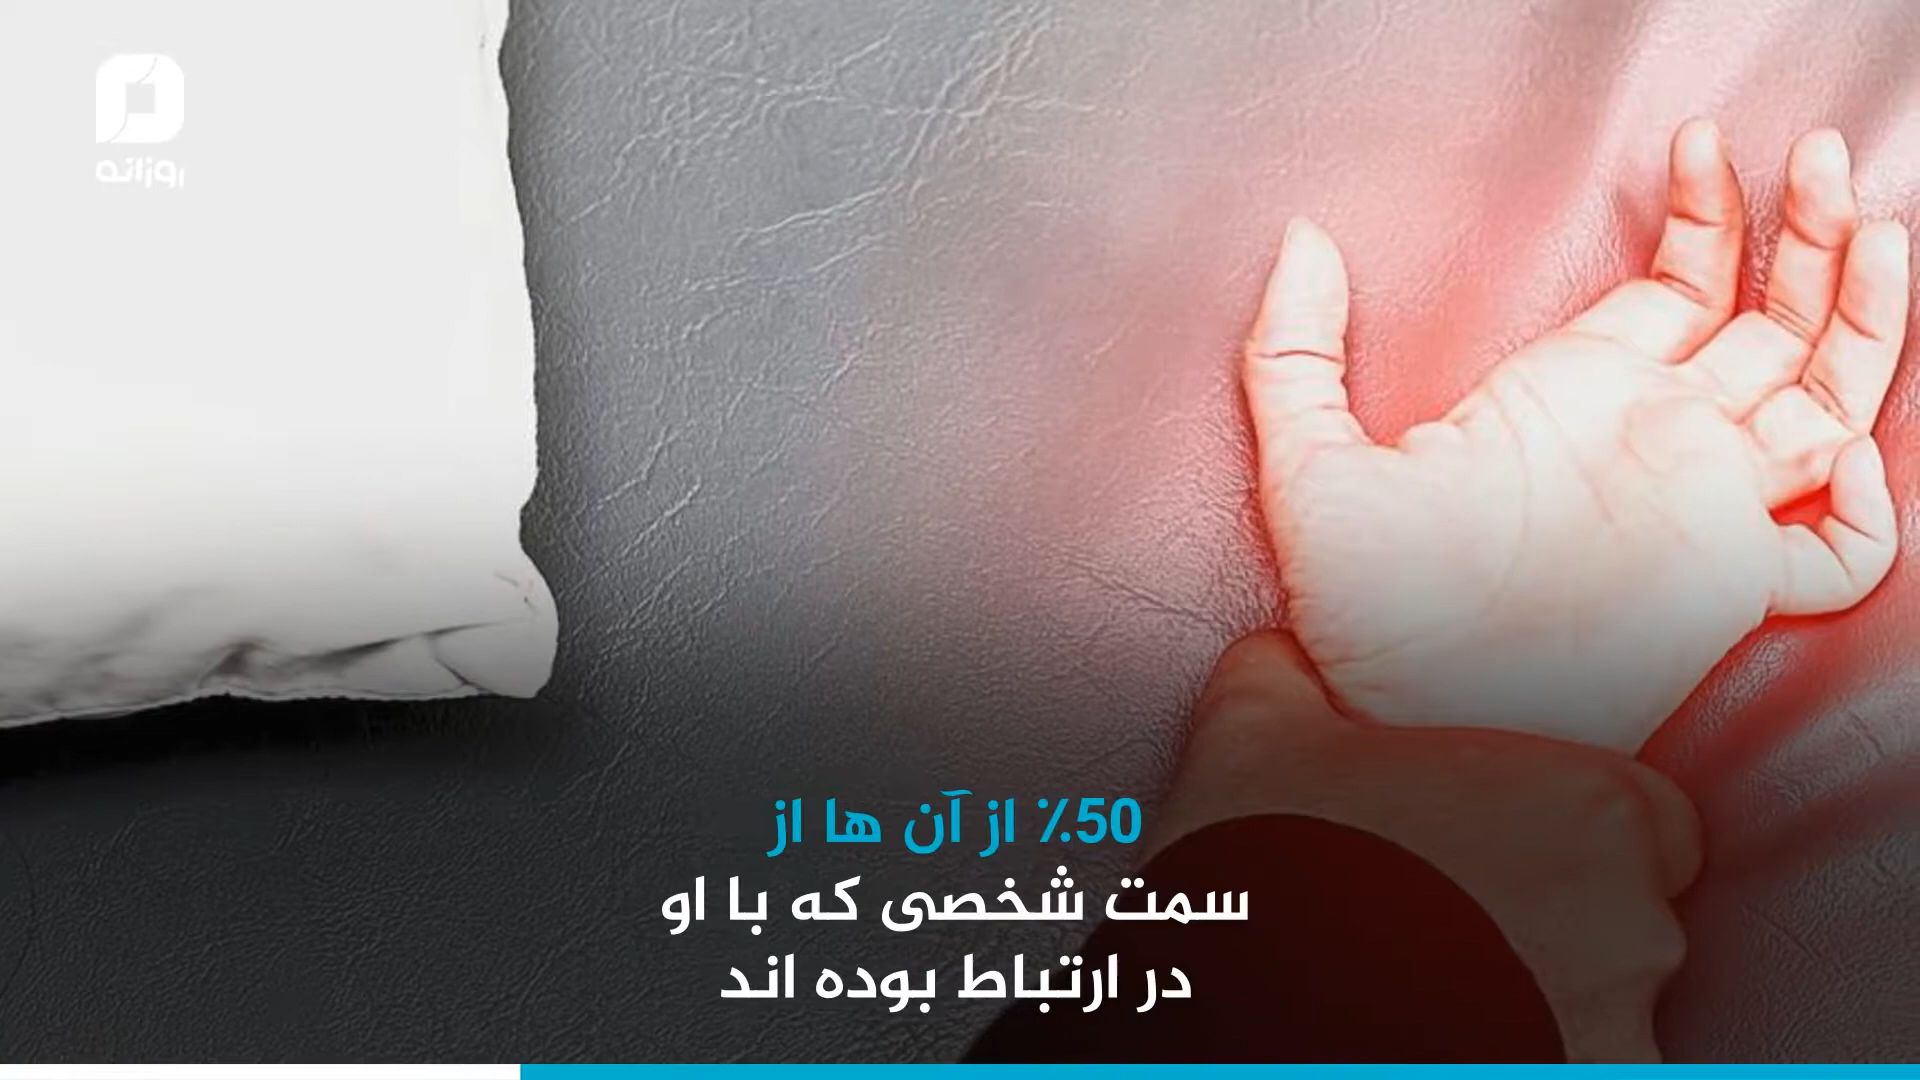 روزانه
50٪ از آن ها از
سمت شخصی که با او
در ارتباط بوده اند